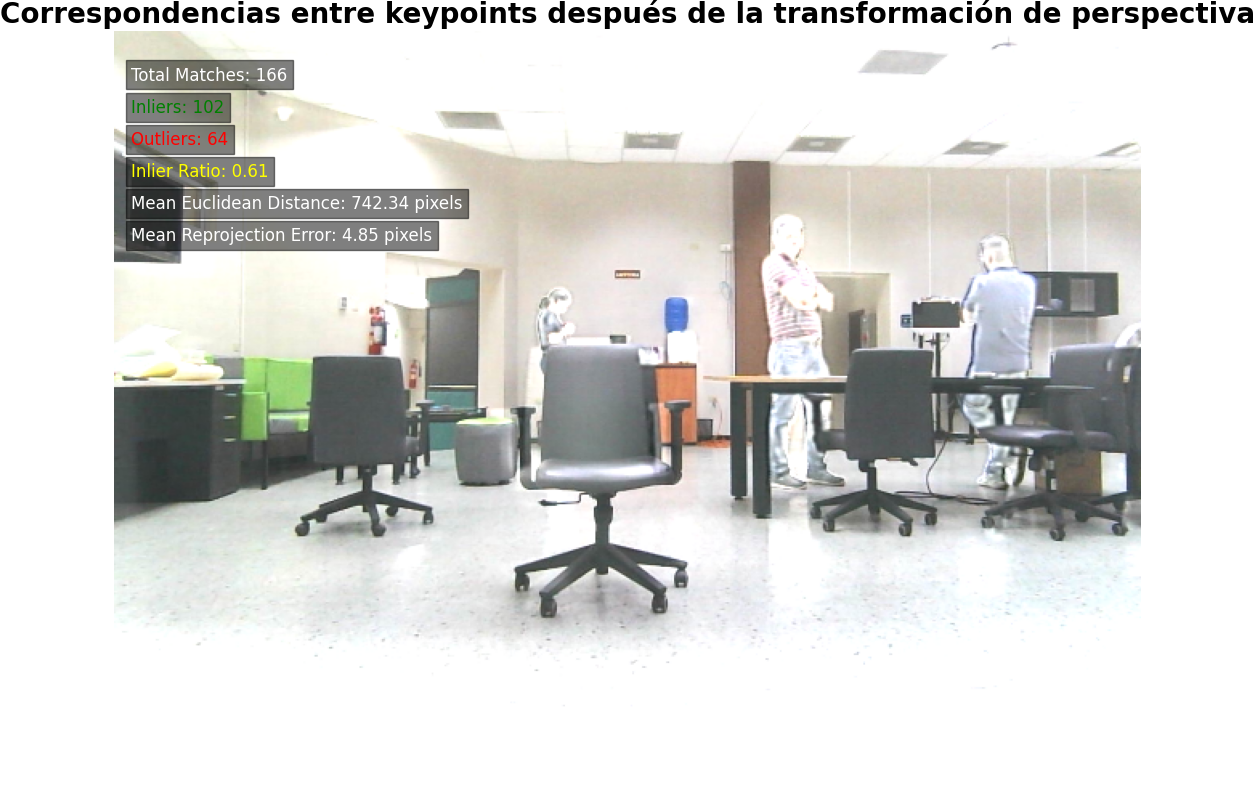 Correspondencias entre keypoints después de la transformación de perspectiva
Total Matches: 166
Inliers: 102
Outliers: 64
Inlier Ratio: 0.61
Mean Euclidean Distance: 742.34 pixels
Mean Reprojection Error: 4.85 pixels